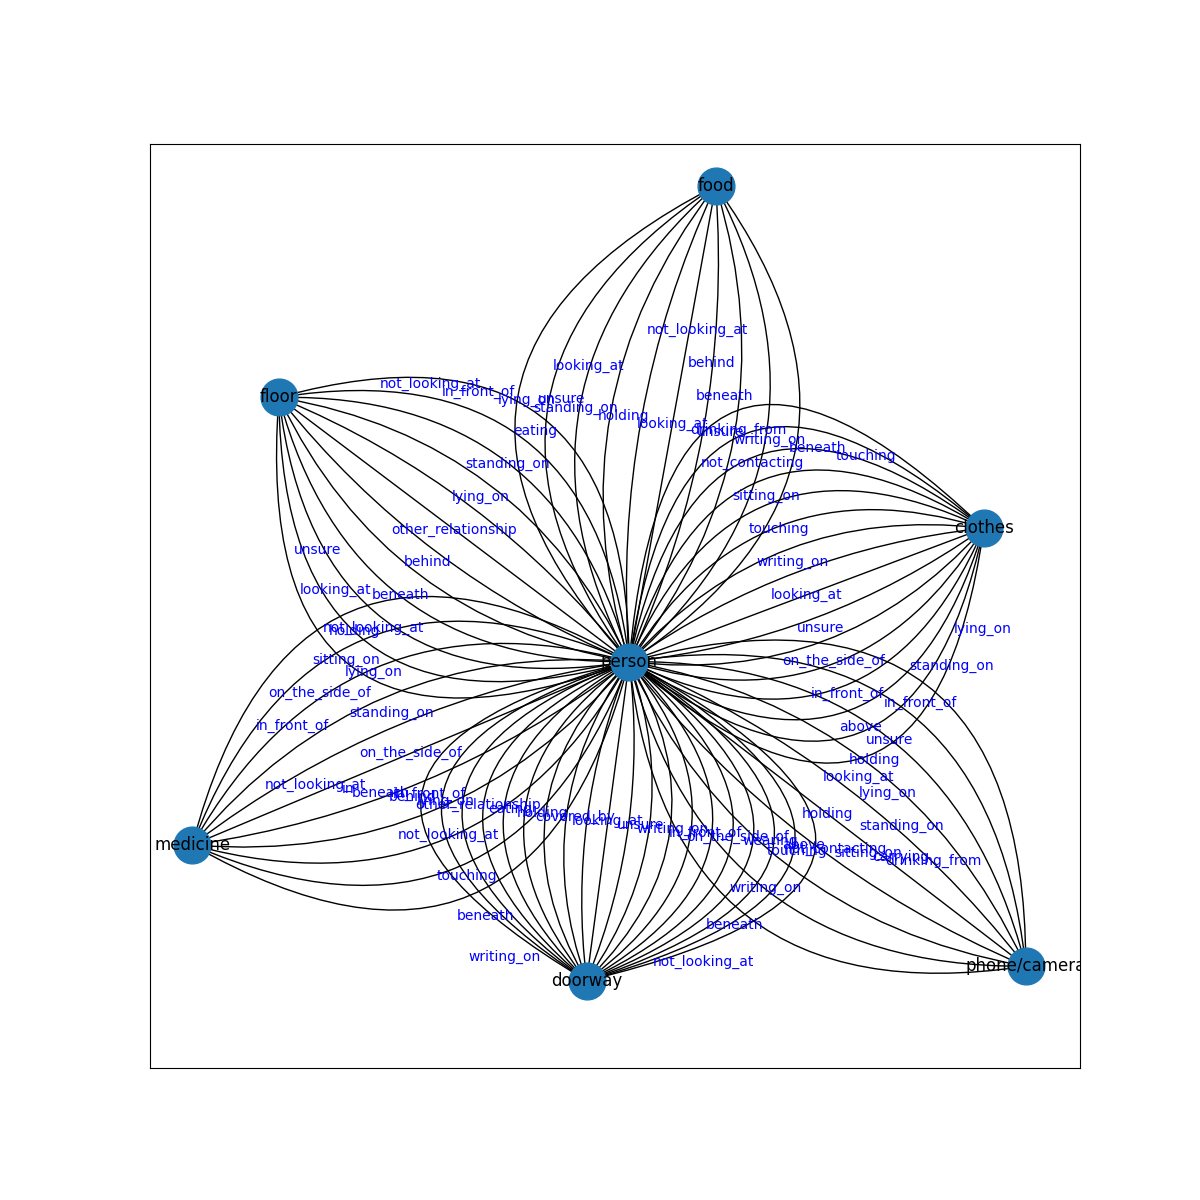 food
not_looking_at
looking_at
behind
not_looking_at
in_front_of
beneath
floor
lying_on
unsure
standing_on
holding
looking_at
unsure
drinking_from
eating
writing_on
beneath
touching
standing_on
not_contacting
lying_on
sitting_on
other_relationship
touching
clothes
unsure
behind
writing_on
looking_at
beneath
looking_at
not_looking_at
holding
unsure
lying_on
sitting_on
person
on_the_side_of
standing_on
lying_on
on_the_side_of
in_front_of
in_front_of
standing_on
in_front_of
above
unsure
on_the_side_of
holding
not_looking_at
looking_at
in
beneath
in_front_of
behind
lying_on
lying_on
other_relationship
eating
holding
covered_by
looking_at
unsure
holding
writing_on
standing_on
in_front_of
not_looking_at
on_the_side_of
wearing
above
medicine
touching
not_contacting
sitting_on
carrying
drinking_from
touching
writing_on
beneath
beneath
writing_on
not_looking_at
phone/camera
doorway